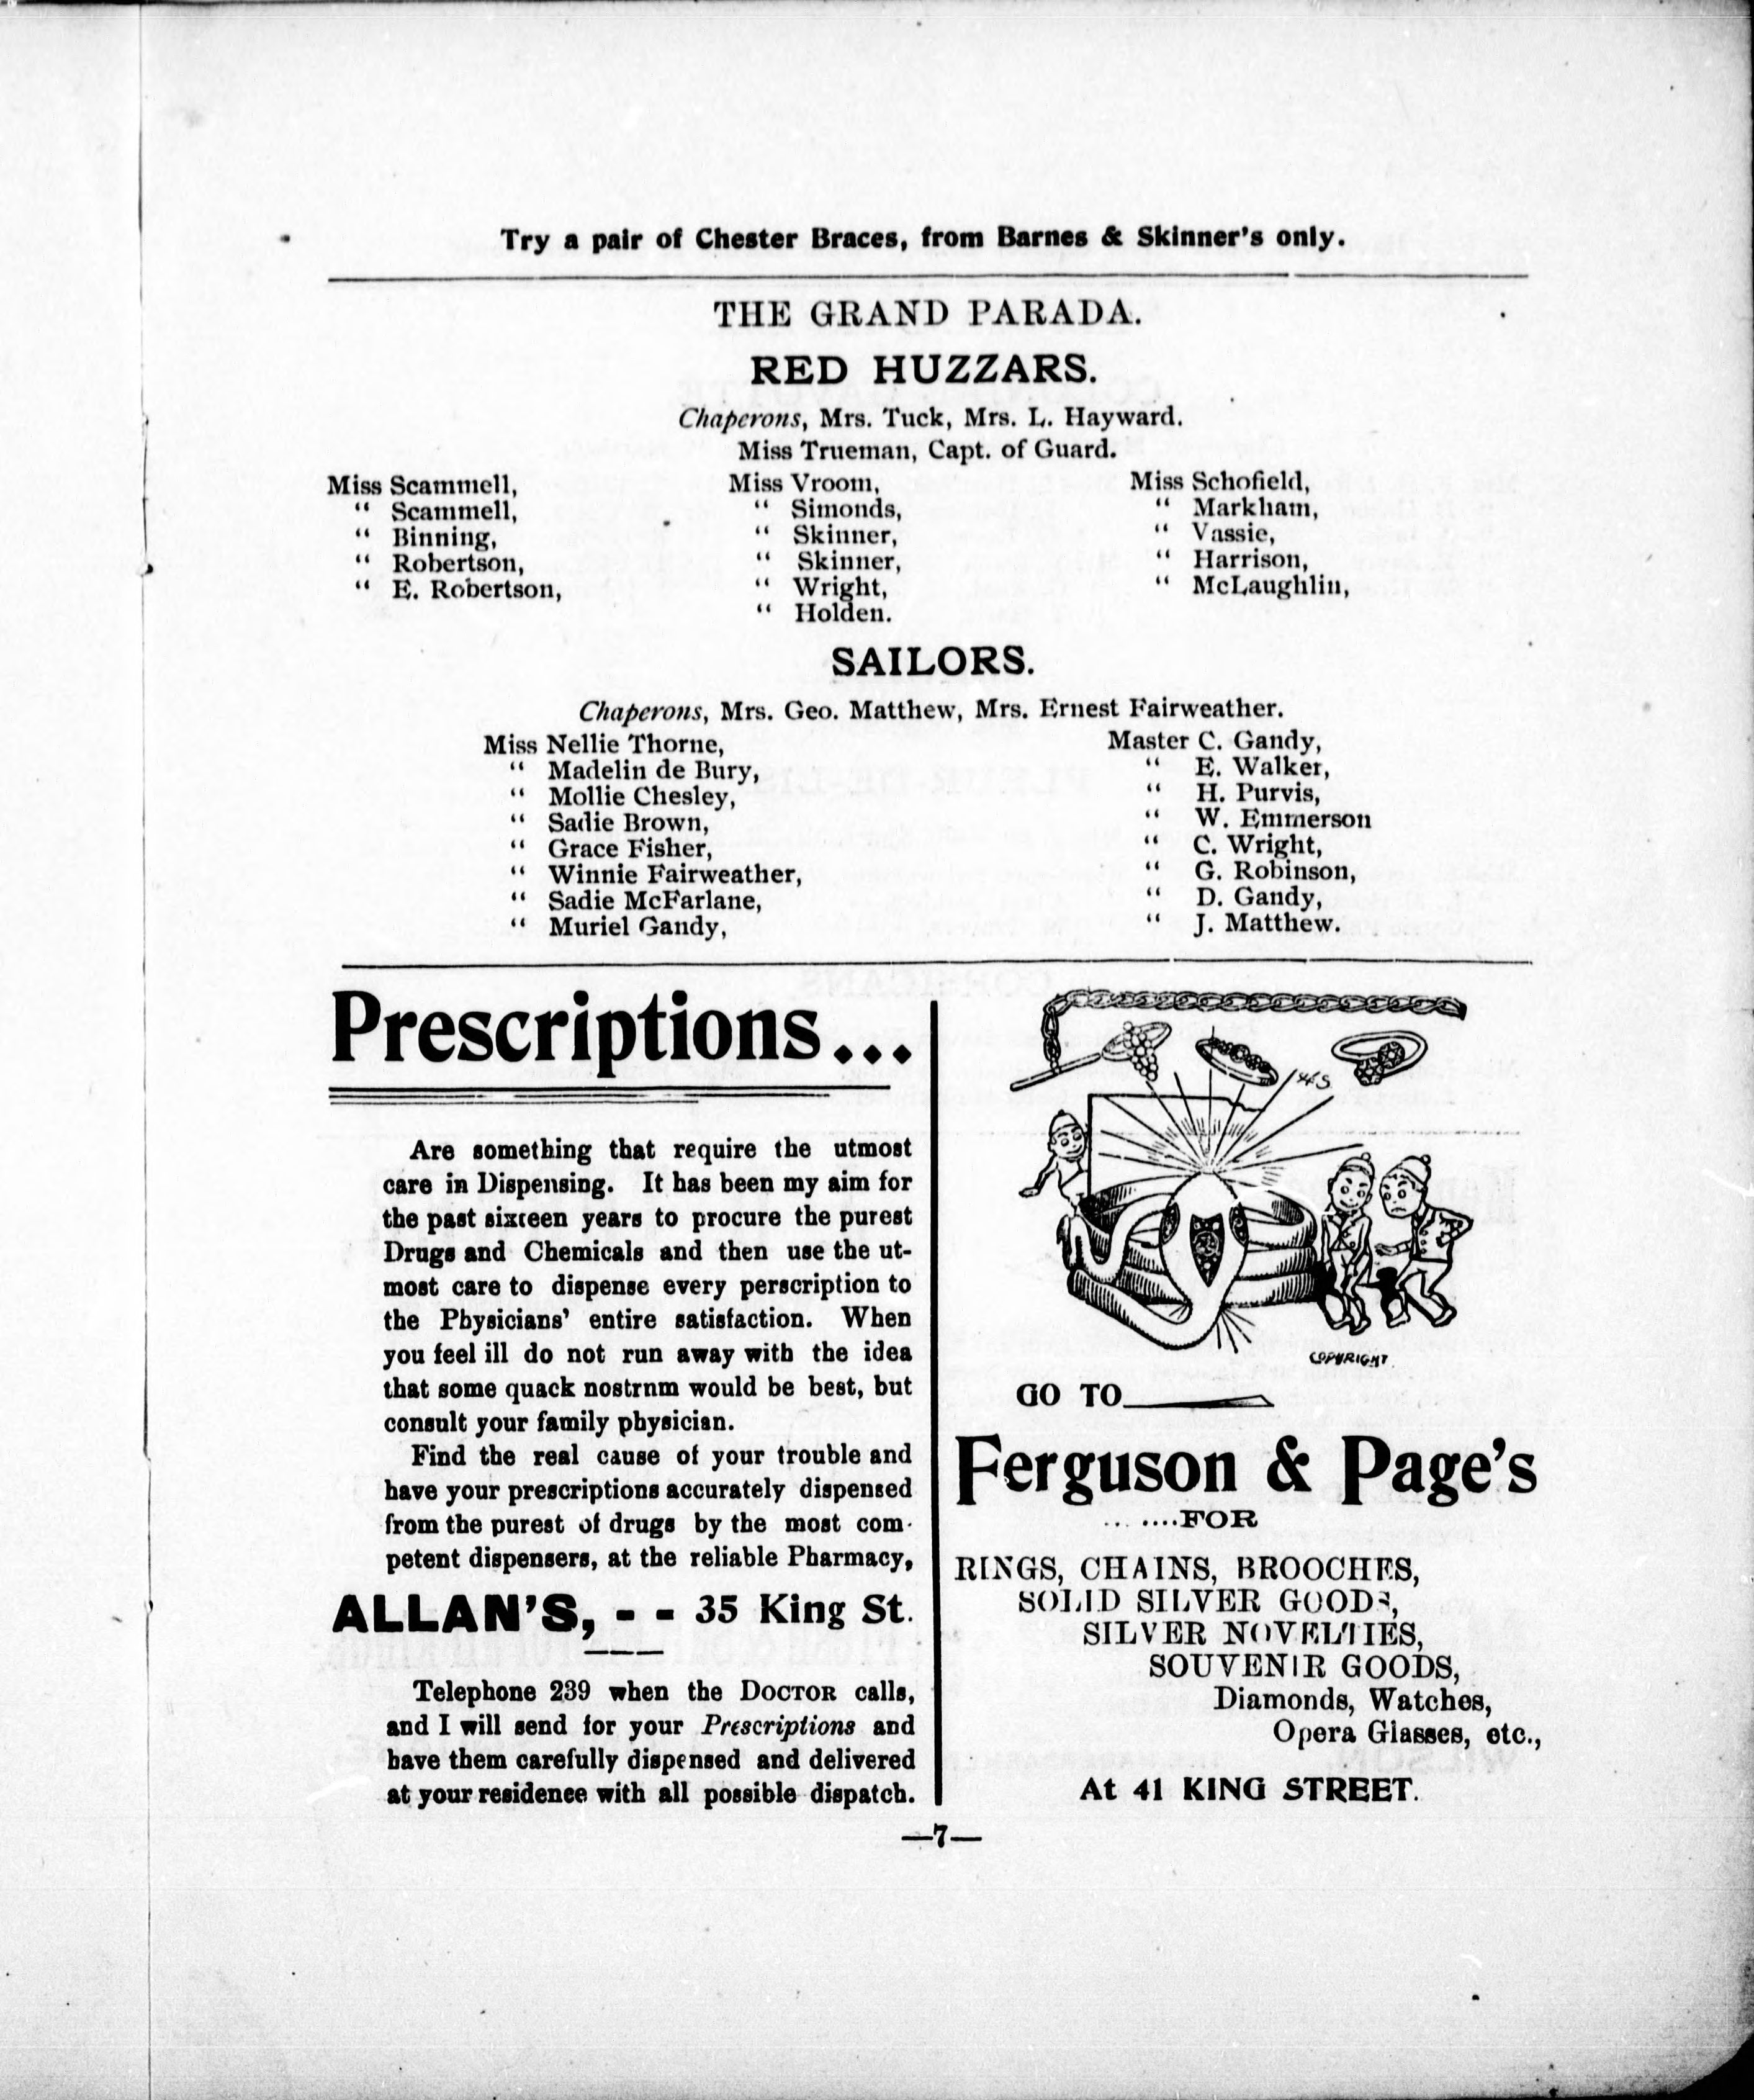 Try a pair of Chester Braces, from Barnes & Skinner's only.
THE GRAND PARADA.
RED HUZZARS.
Chaperons, Mrs. Tuck, Mrs. L. Hayward.
Miss Trueman, Capt. of Guard.
Miss Scammell,
" Scammell,
" Binning,
" Robertson,
" E. Robertson,
Miss Vroom,
" Simonds,
" Skinner,
" Skinner,
" Wright,
" Holden.
Miss Schofield,
" Markham,
" Vassie,
" Harrison,
" McLaughlin,
SAILORS.
Chaperons, Mrs. Geo. Matthew, Mrs. Ernest Fairweather.
Miss Nellie Thorne,
" Madelin de Bury,
" Mollie Chesley,
" Sadie Brown,
" Grace Fisher,
" Winnie Fairweather,
" Sadie McFarlane,
" Muriel Gandy,
Master C. Gandy,
" E. Walker,
" H. Purvis,
" W. Emmerson
" C. Wright,
" G. Robinson,
" D. Gandy,
" J. Matthew.
Prescriptions...
Are something that require the utmost
care in Dispensing. It has been my aim for
the past sixteen years to procure the purest
Drugs and Chemicals and then use the ut-
most care to dispense every perscription to
the Physicians' entire satisfaction. When
you feel ill do not run away with the idea
that some quack nostrnm would be best, but
consult your family physician.
Find the real cause of your trouble and
have your prescriptions accurately dispensed
from the purest of drugs by the most com-
petent dispensers, at the reliable Pharmacy,
ALLAN'S, - - 35 King St.
Telephone 239 when the DOCTOR calls,
and I will send for your Prescriptions and
have them carefully dispensed and delivered
at your residence with all possible dispatch.
COPYRIGHT
GO TO
Ferguson & Page's
... ....FOR
RINGS, CHAINS, BROOCHES,
SOLID SILVER GOODS,
SILVER NOVELTIES,
SOUVENIR GOODS,
Diamonds, Watches,
Opera Glasses, etc.,
At 41 KING STREET.
—7—